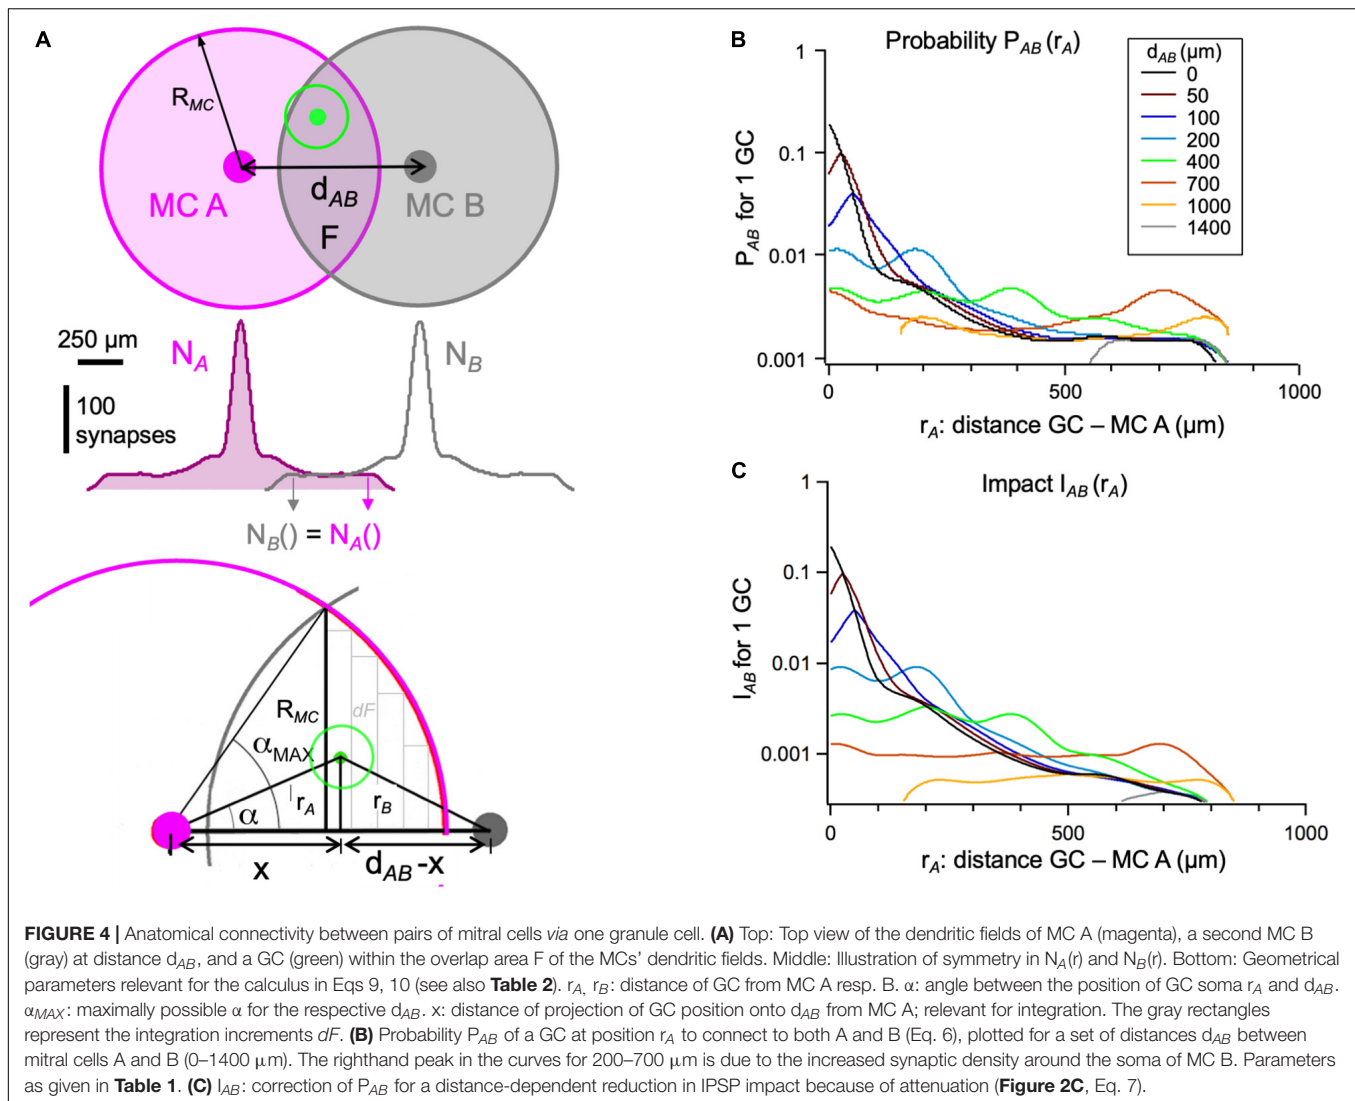 A
R_MC
MC A
d_AB
MC B
F
250 µm
N_A
N_B
100
synapses
N_B() = N_A()
R_MC
dF
α_MAX
r_A
r_B
α
x
d_AB-x
B
Probability P_AB (r_A)
d_AB (µm)
0
50
100
200
400
700
1000
1400
1
0.1
0.01
0.001
P_AB for 1 GC
0
500
1000
r_A: distance GC – MC A (µm)
C
Impact I_AB (r_A)
1
0.1
0.01
0.001
I_AB for 1 GC
0
500
1000
r_A: distance GC – MC A (µm)
FIGURE 4 | Anatomical connectivity between pairs of mitral cells via one granule cell. (A) Top: Top view of the dendritic fields of MC A (magenta), a second MC B
(gray) at distance d_AB, and a GC (green) within the overlap area F of the MCs' dendritic fields. Middle: Illustration of symmetry in N_A(r) and N_B(r). Bottom: Geometrical
parameters relevant for the calculus in Eqs 9, 10 (see also Table 2). r_A, r_B: distance of GC from MC A resp. B. α: angle between the position of GC soma r_A and d_AB.
α_MAX: maximally possible α for the respective d_AB. x: distance of projection of GC position onto d_AB from MC A; relevant for integration. The gray rectangles
represent the integration increments dF. (B) Probability P_AB of a GC at position r_A to connect to both A and B (Eq. 6), plotted for a set of distances d_AB between
mitral cells A and B (0–1400 µm). The righthand peak in the curves for 200–700 µm is due to the increased synaptic density around the soma of MC B. Parameters
as given in Table 1. (C) I_AB: correction of P_AB for a distance-dependent reduction in IPSP impact because of attenuation (Figure 2C, Eq. 7).